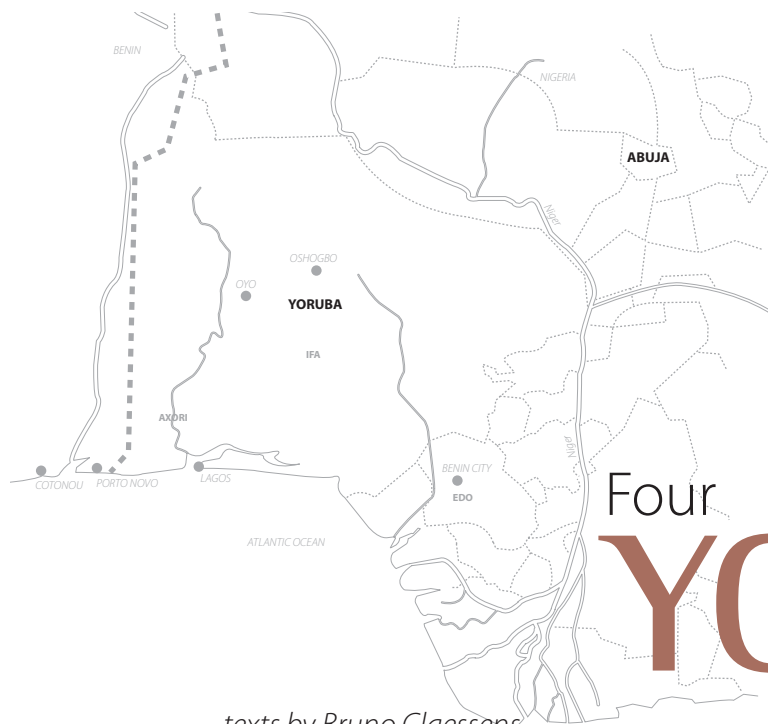 BENIN
NIGERIA
ABUJA
Niger
OSHOGBO
OYO
YORUBA
IFA
AXORI
Niger
BENIN CITY
EDO
LAGOS
PORTO NOVO
COTONOU
ATLANTIC OCEAN
Four
YO
texts by Bruno Claessens